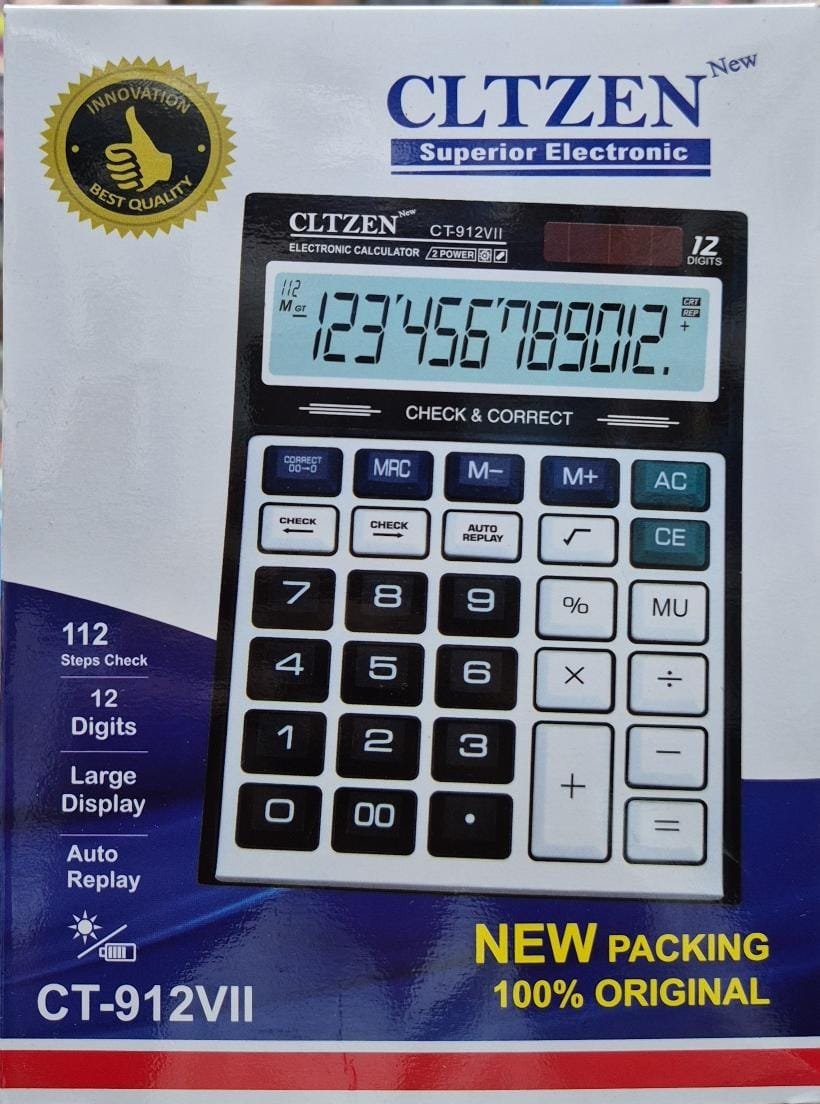 INNOVATION
BEST QUALITY
CLTZEN New
Superior Electronic
CLTZEN New CT-912VII
ELECTRONIC CALCULATOR 2 POWER
12
DIGITS
112
M GT
123'456'789'012.
CRT
REP
+
CHECK & CORRECT
CORRECT
00→0
MRC
M−
M+
AC
CHECK
←
CHECK
→
AUTO
REPLAY
√
CE
7 8 9 % MU
4 5 6 × ÷
1 2 3 + −
0 00 • =
112
Steps Check
12
Digits
Large
Display
Auto
Replay
CT-912VII
NEW PACKING
100% ORIGINAL